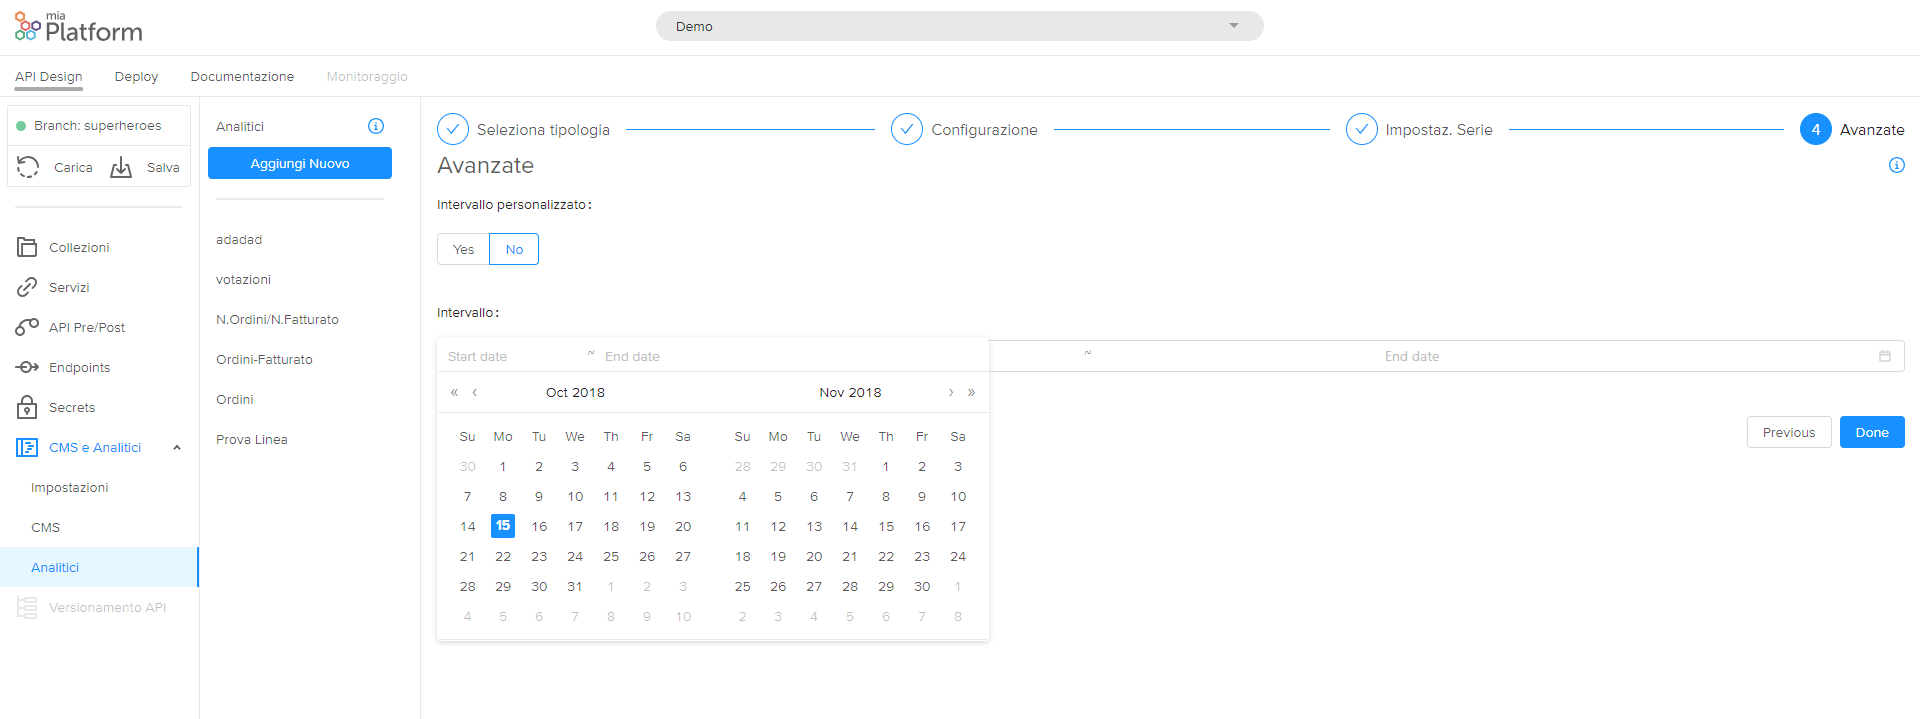 mia
Platform
Demo
API Design Deploy Documentazione Monitoraggio
Branch: superheroes
Carica Salva
Collezioni
Servizi
API Pre/Post
Endpoints
Secrets
CMS e Analitici
Impostazioni
CMS
Analitici
Versionamento API
Analitici
Aggiungi Nuovo
adadad
votazioni
N.Ordini/N.Fatturato
Ordini-Fatturato
Ordini
Prova Linea
Seleziona tipologia Configurazione Impostaz. Serie 4 Avanzate
Avanzate
Intervallo personalizzato:
Yes No
Intervallo:
Start date ~ End date ~ End date
« ‹ Oct 2018 Nov 2018 › »
Su Mo Tu We Th Fr Sa Su Mo Tu We Th Fr Sa
30 1 2 3 4 5 6 28 29 30 31 1 2 3
7 8 9 10 11 12 13 4 5 6 7 8 9 10
14 15 16 17 18 19 20 11 12 13 14 15 16 17
21 22 23 24 25 26 27 18 19 20 21 22 23 24
28 29 30 31 1 2 3 25 26 27 28 29 30 1
4 5 6 7 8 9 10 2 3 4 5 6 7 8
Previous Done